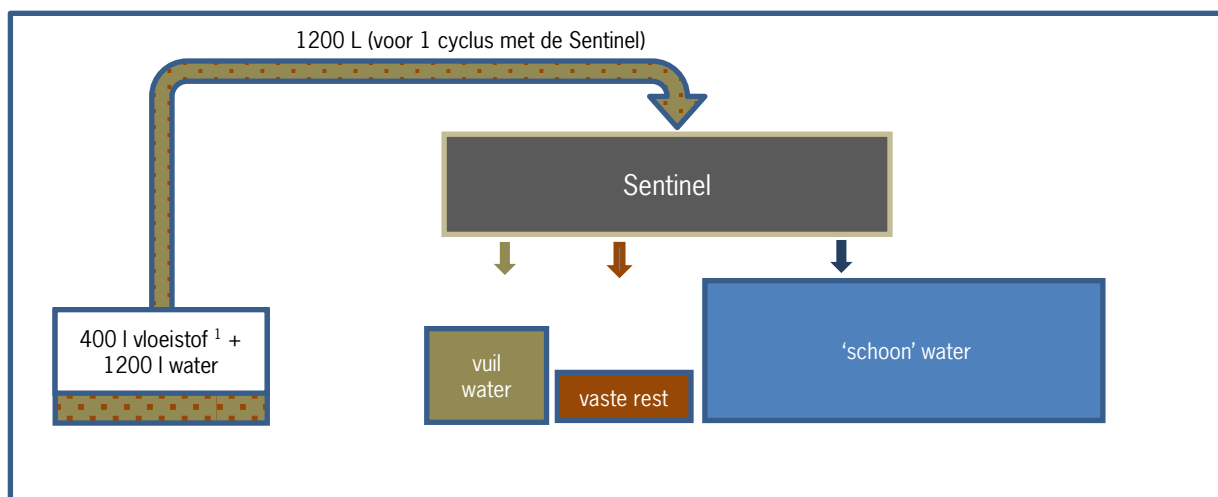 1200 L (voor 1 cyclus met de Sentinel)
Sentinel
400 l vloeistof ¹ +
1200 l water
vuil
water
vaste rest
‘schoon’ water